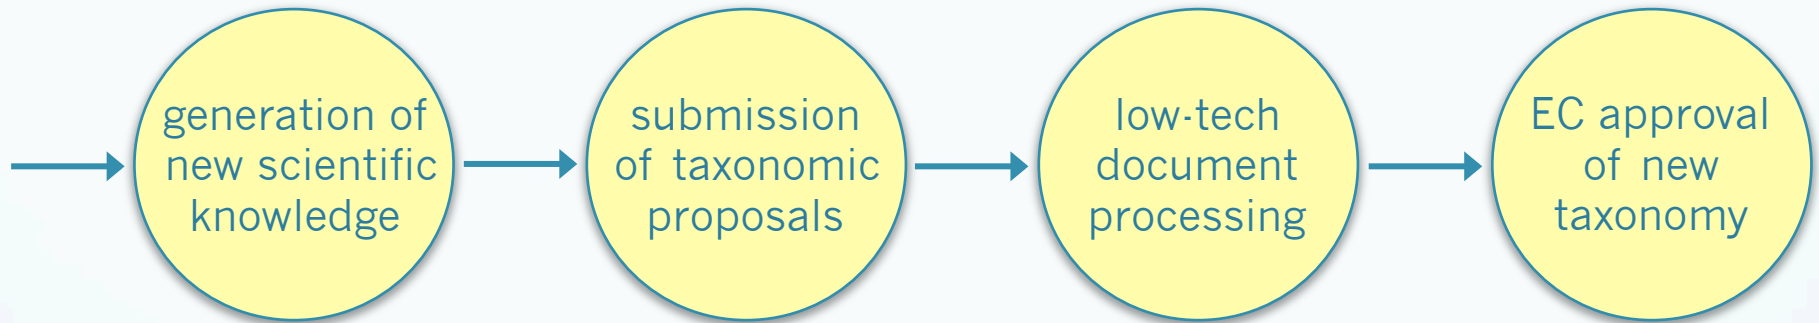 generation of
new scientific
knowledge
submission
of taxonomic
proposals
low-tech
document
processing
EC approval
of new
taxonomy